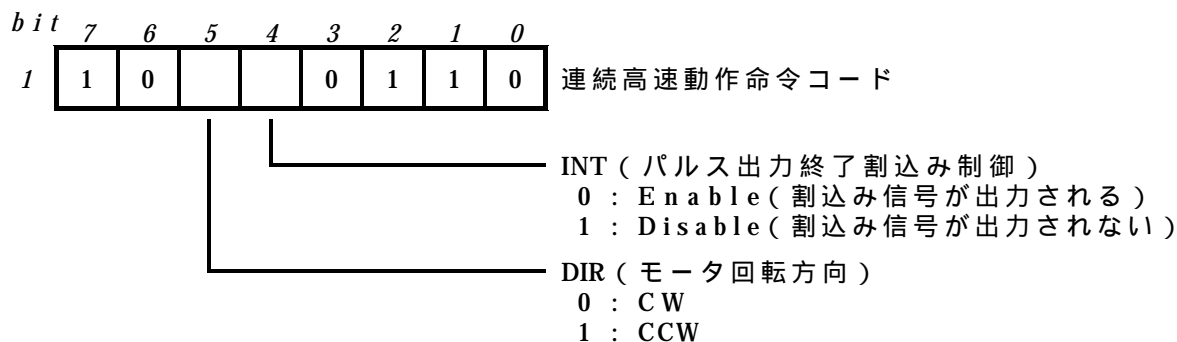 bit 7 6 5 4 3 2 1 0
1 1 0 0 1 1 0 連続高速動作命令コード
INT(パルス出力終了割込み制御)
0 : Enable(割込み信号が出力される)
1 : Disable(割込み信号が出力されない)
DIR(モータ回転方向)
0 : CW
1 : CCW